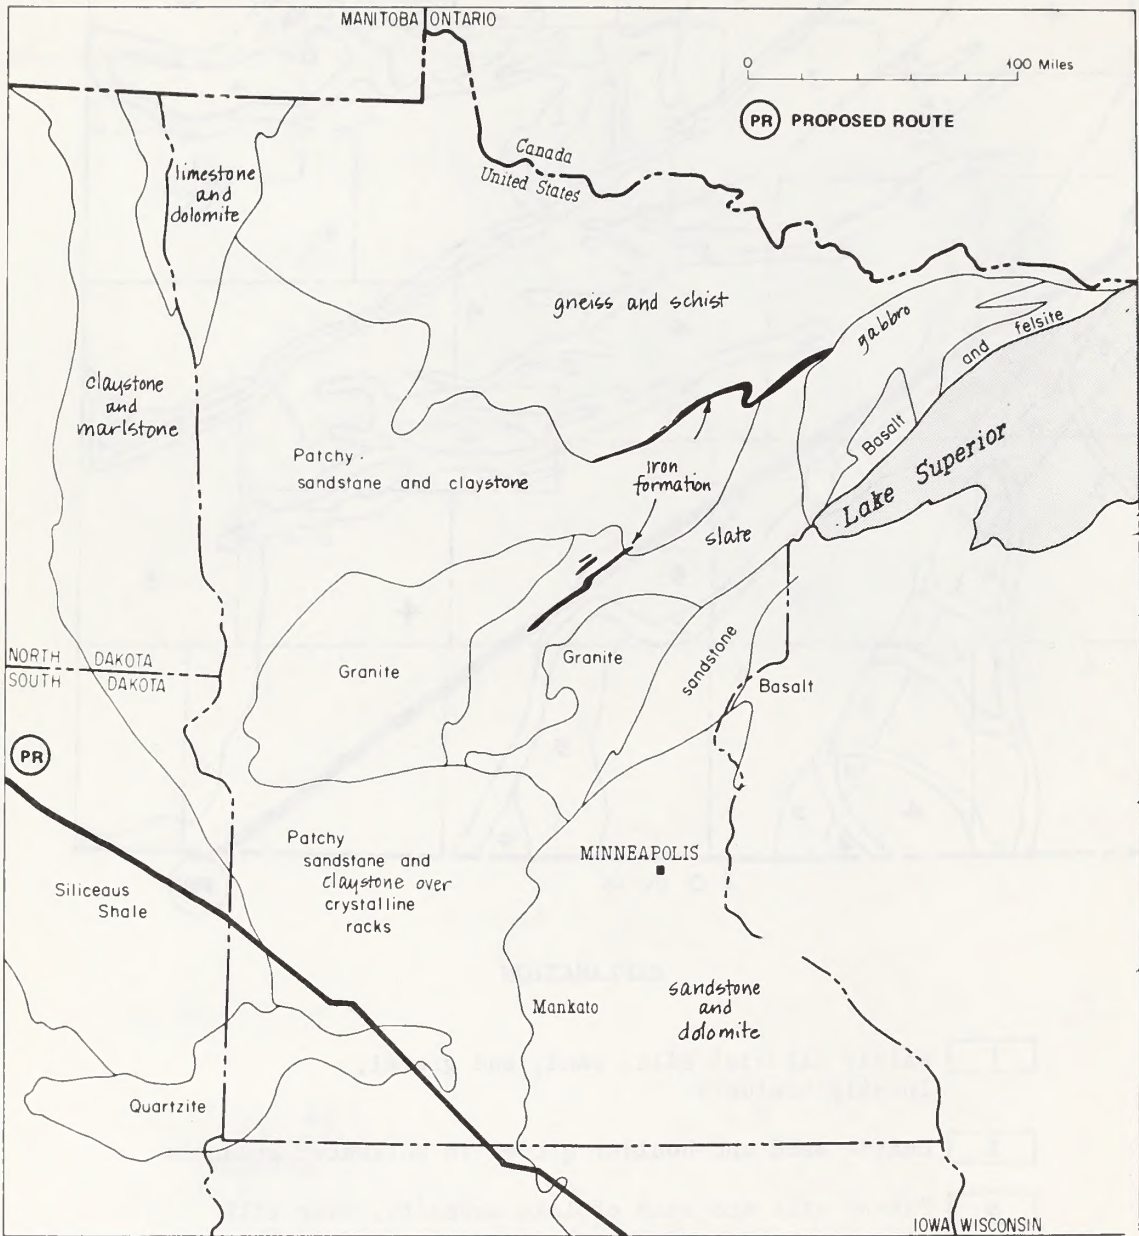 MANITOBA ONTARIO
0 100 Miles
PR PROPOSED ROUTE
Canada
United States
limestone
and
dolomite
gneiss and schist
gabbro
and felsite
claystone
and
marlstone
Basalt
Patchy
sandstane and claystone
Iron
formation
Lake Superior
slate
NORTH DAKOTA
SOUTH DAKOTA
Granite
Granite
sandstone
Basalt
PR
Patchy
sandstane and
claystone over
crystalline
racks
MINNEAPOLIS
Siliceaus
Shale
Mankato
sandstone
and
dolomite
Quartzite
IOWA WISCONSIN